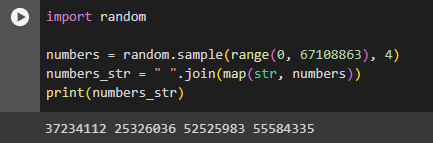 import random
numbers = random.sample(range(0, 67108863), 4)
numbers_str = " ".join(map(str, numbers))
print(numbers_str)
37234112 25326036 52525983 55584335